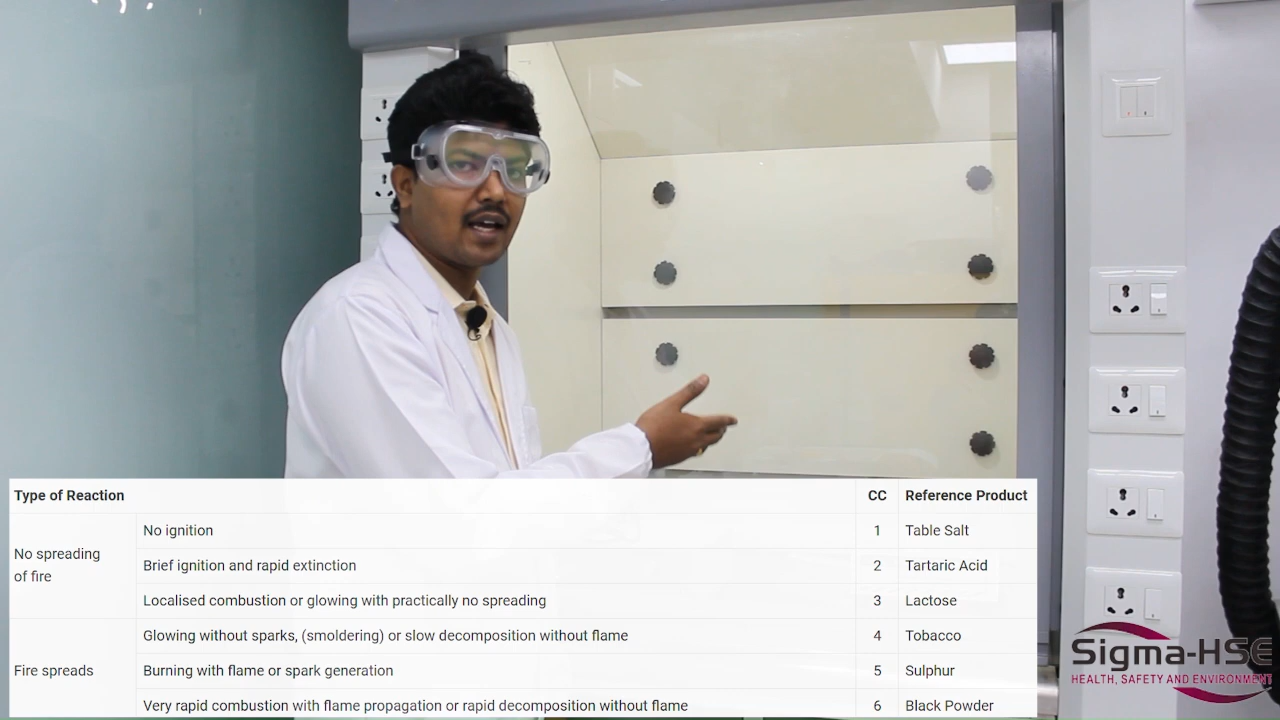 Type of Reaction CC Reference Product
No spreading of fire
No ignition 1 Table Salt
Brief ignition and rapid extinction 2 Tartaric Acid
Localised combustion or glowing with practically no spreading 3 Lactose
Fire spreads
Glowing without sparks, (smoldering) or slow decomposition without flame 4 Tobacco
Burning with flame or spark generation 5 Sulphur
Very rapid combustion with flame propagation or rapid decomposition without flame 6 Black Powder
Sigma-HSE
HEALTH, SAFETY AND ENVIRONMENT